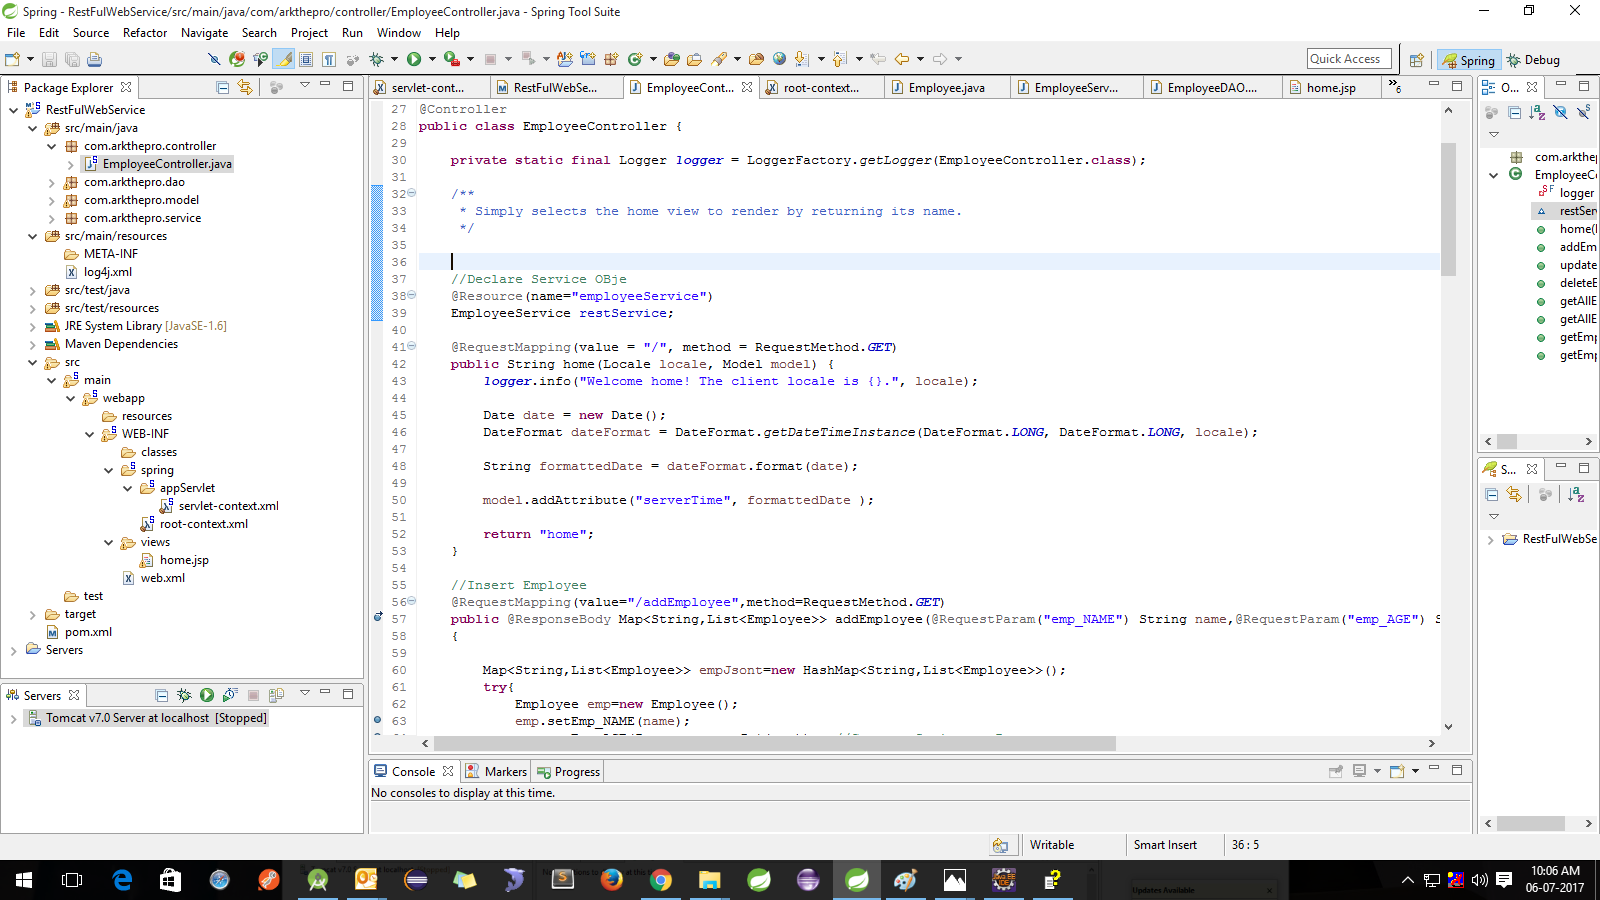 Spring - RestFulWebService/src/main/java/com/arkthepro/controller/EmployeeController.java - Spring Tool Suite
File Edit Source Refactor Navigate Search Project Run Window Help
Quick Access
Spring
Debug
Package Explorer
RestFulWebService
src/main/java
com.arkthepro.controller
EmployeeController.java
com.arkthepro.dao
com.arkthepro.model
com.arkthepro.service
src/main/resources
META-INF
log4j.xml
src/test/java
src/test/resources
JRE System Library [JavaSE-1.6]
Maven Dependencies
src
main
webapp
resources
WEB-INF
classes
spring
appServlet
servlet-context.xml
root-context.xml
views
home.jsp
web.xml
test
target
pom.xml
Servers
Servers
Tomcat v7.0 Server at localhost [Stopped]
servlet-cont... RestFulWebSe... EmployeeCont... root-context... Employee.java EmployeeServ... EmployeeDAO.... home.jsp »6
27 @Controller
28 public class EmployeeController {
29
30 private static final Logger logger = LoggerFactory.getLogger(EmployeeController.class);
31
32 /**
33 * Simply selects the home view to render by returning its name.
34 */
35
36
37 //Declare Service OBje
38 @Resource(name="employeeService")
39 EmployeeService restService;
40
41 @RequestMapping(value = "/", method = RequestMethod.GET)
42 public String home(Locale locale, Model model) {
43 logger.info("Welcome home! The client locale is {}.", locale);
44
45 Date date = new Date();
46 DateFormat dateFormat = DateFormat.getDateTimeInstance(DateFormat.LONG, DateFormat.LONG, locale);
47
48 String formattedDate = dateFormat.format(date);
49
50 model.addAttribute("serverTime", formattedDate );
51
52 return "home";
53 }
54
55 //Insert Employee
56 @RequestMapping(value="/addEmployee",method=RequestMethod.GET)
57 public @ResponseBody Map<String,List<Employee>> addEmployee(@RequestParam("emp_NAME") String name,@RequestParam("emp_AGE") S
58 {
59
60 Map<String,List<Employee>> empJsont=new HashMap<String,List<Employee>>();
61 try{
62 Employee emp=new Employee();
63 emp.setEmp_NAME(name);
Console Markers Progress
No consoles to display at this time.
O...
com.arkthe
EmployeeC
logger
restSer
home(
addEm
update
deleteE
getAllE
getAllE
getEmp
getEmp
S...
RestFulWebSe
Writable
Smart Insert
36 : 5
Updates Available
10:06 AM
06-07-2017